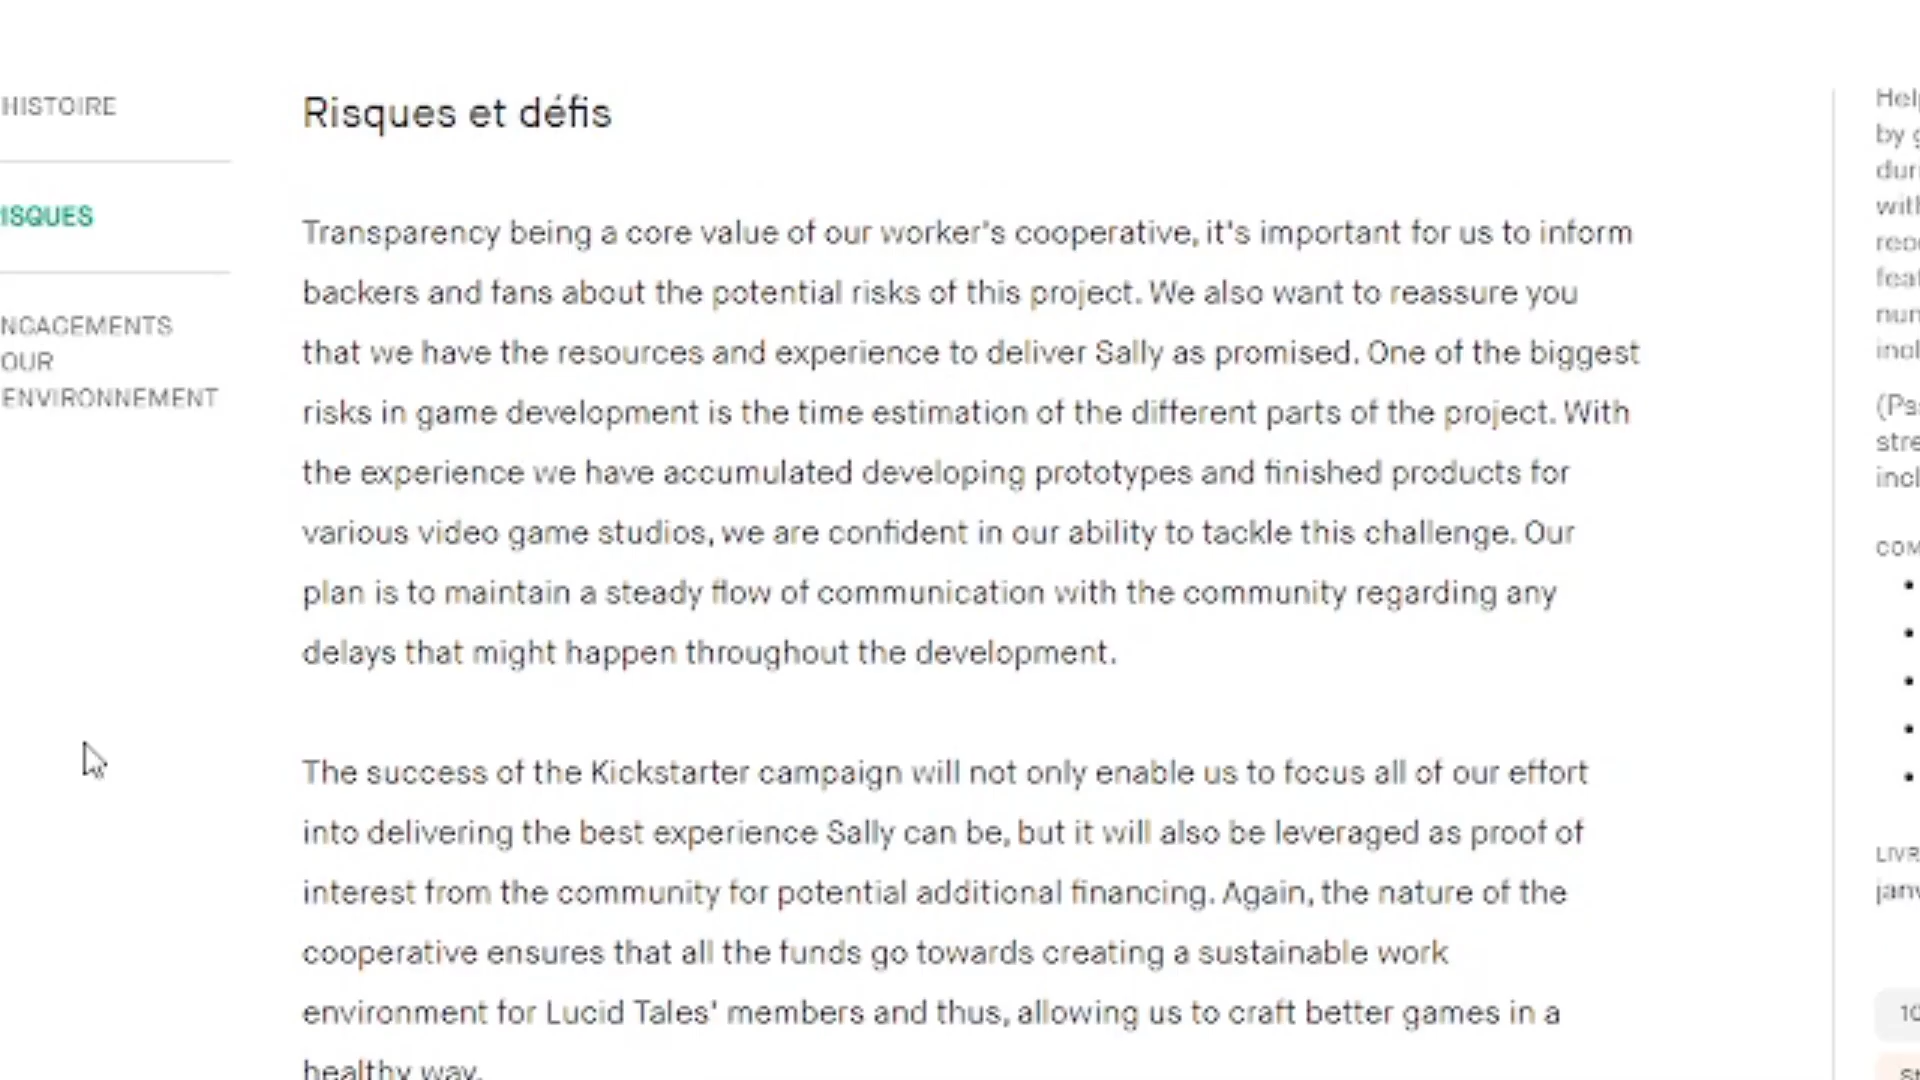 HISTOIRE
ISQUES
NGAGEMENTS
OUR
ENVIRONNEMENT
Risques et défis
Transparency being a core value of our worker's cooperative, it's important for us to inform
backers and fans about the potential risks of this project. We also want to reassure you
that we have the resources and experience to deliver Sally as promised. One of the biggest
risks in game development is the time estimation of the different parts of the project. With
the experience we have accumulated developing prototypes and finished products for
various video game studios, we are confident in our ability to tackle this challenge. Our
plan is to maintain a steady flow of communication with the community regarding any
delays that might happen throughout the development.
The success of the Kickstarter campaign will not only enable us to focus all of our effort
into delivering the best experience Sally can be, but it will also be leveraged as proof of
interest from the community for potential additional financing. Again, the nature of the
cooperative ensures that all the funds go towards creating a sustainable work
environment for Lucid Tales' members and thus, allowing us to craft better games in a
healthy way.
by
(Ps
stre
incl
COM
LIVR
janv
10